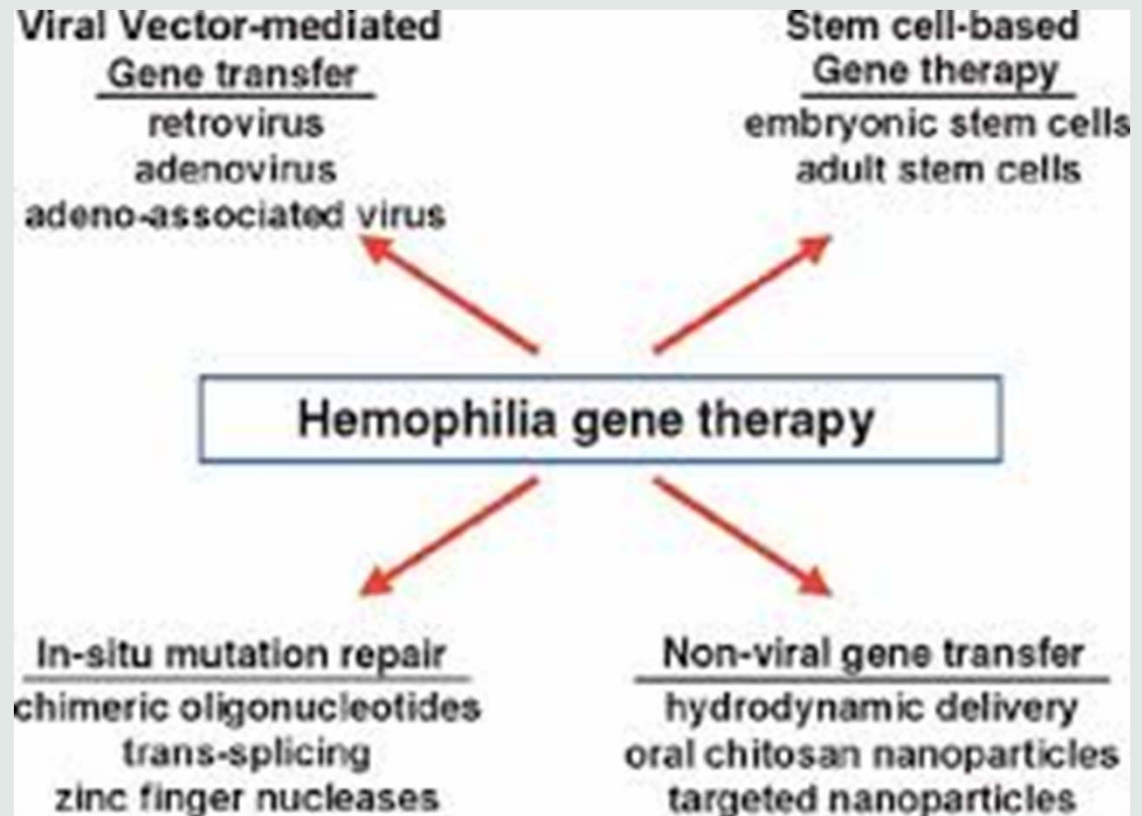 Viral Vector-mediated
Gene transfer
retrovirus
adenovirus
adeno-associated virus
Stem cell-based
Gene therapy
embryonic stem cells
adult stem cells
Hemophilia gene therapy
In-situ mutation repair
chimeric oligonucleotides
trans-splicing
zinc finger nucleases
Non-viral gene transfer
hydrodynamic delivery
oral chitosan nanoparticles
targeted nanoparticles